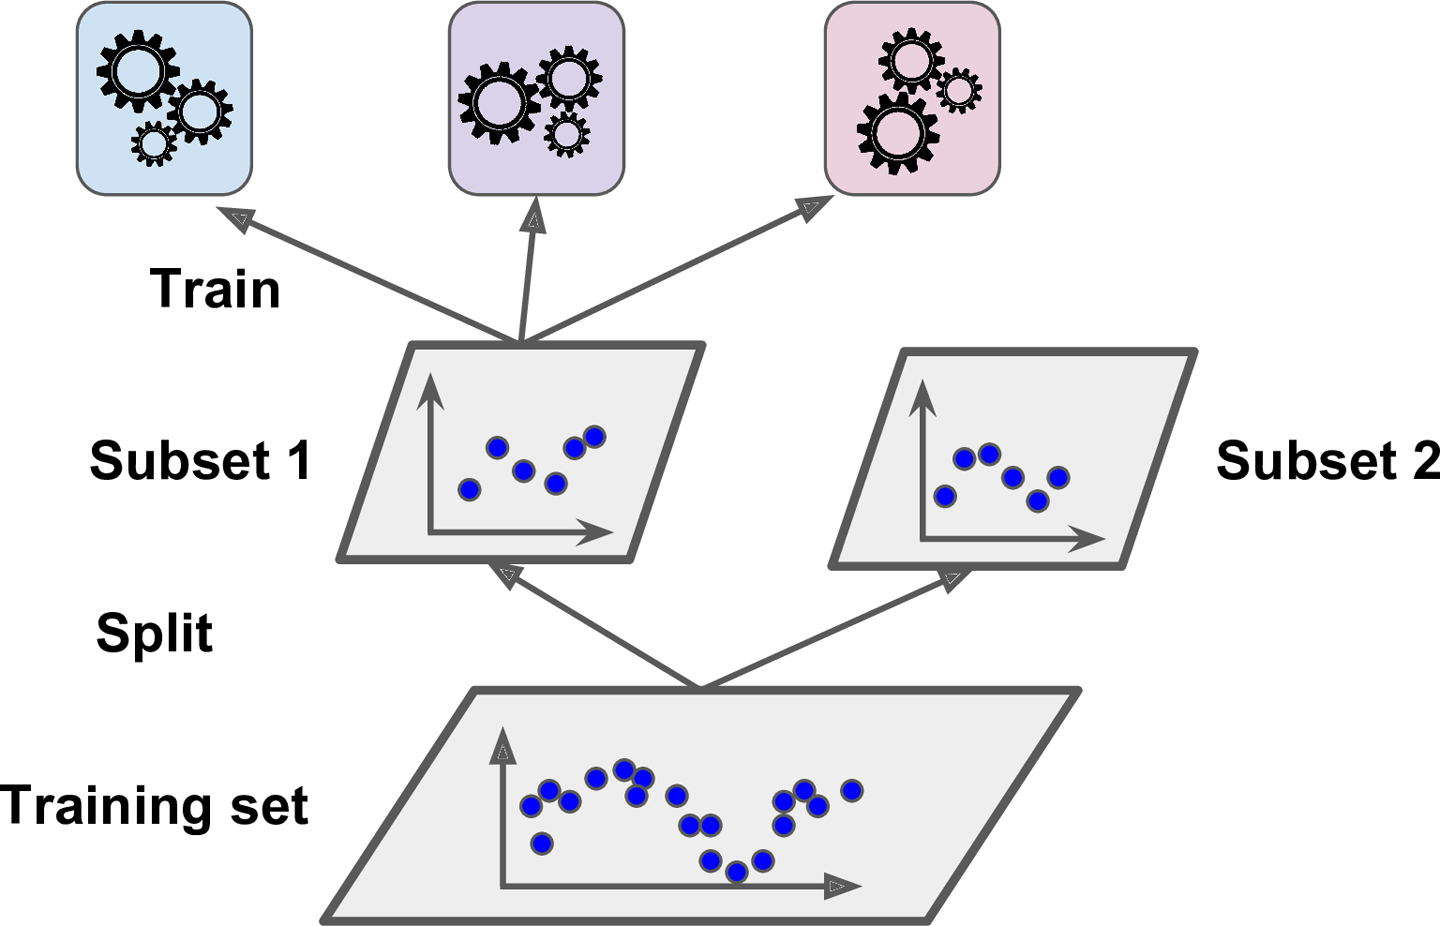 Train
Subset 1
Subset 2
Split
Training set